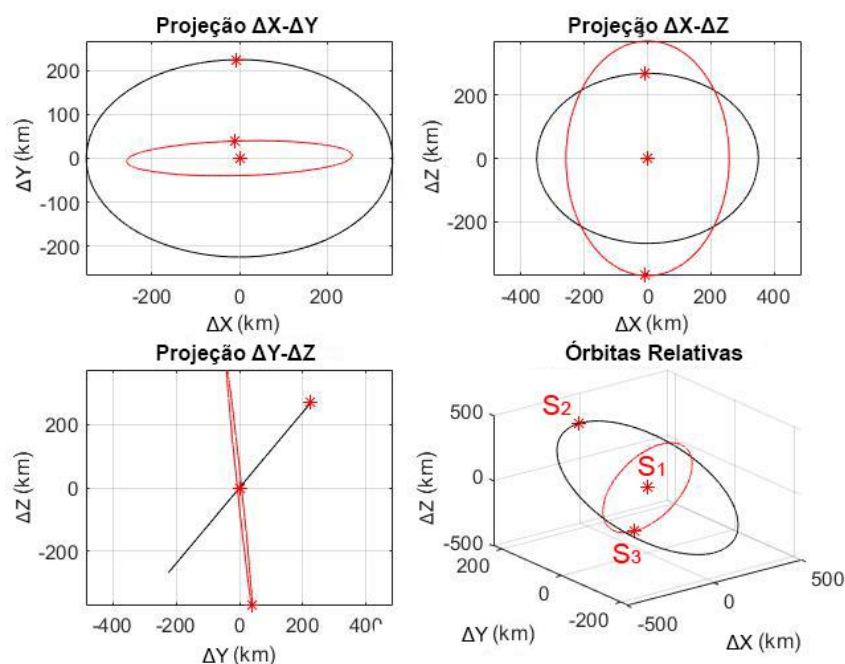 Projeção ΔX-ΔY
200
100
0
-100
-200
ΔY (km)
-200 0 200
ΔX (km)
Projeção ΔX-ΔZ
200
0
-200
ΔZ (km)
-400 -200 0 200 400
ΔX (km)
Projeção ΔY-ΔZ
200
0
-200
ΔZ (km)
-400 -200 0 200 400
ΔY (km)
Órbitas Relativas
500
0
-500
ΔZ (km)
S2
S1
S3
200
0
-200
ΔY (km)
-500
0
500
ΔX (km)